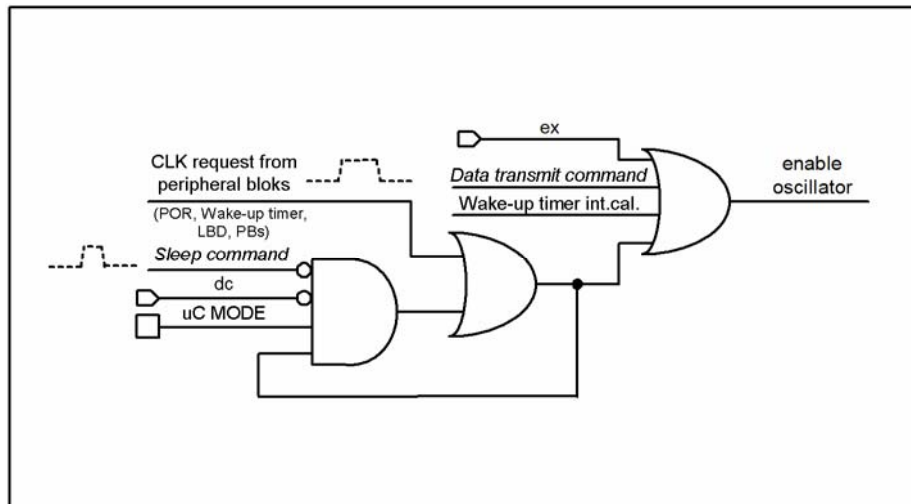 ex
CLK request from
peripheral bloks
(POR, Wake-up timer,
LBD, PBs)
Sleep command
dc
uC MODE
Data transmit command
Wake-up timer int.cal.
enable
oscillator